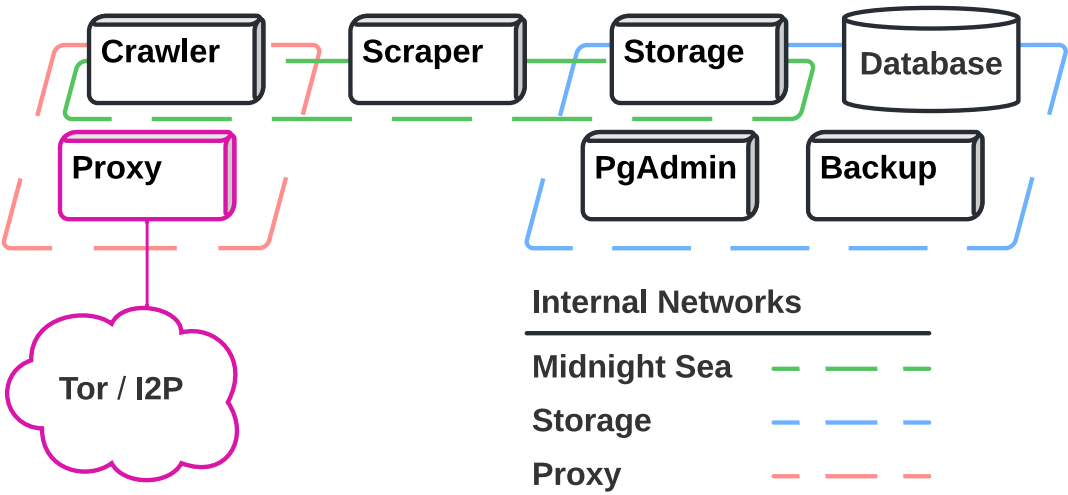 Crawler
Scraper
Storage
Database
Proxy
PgAdmin
Backup
Tor / I2P
Internal Networks
Midnight Sea
Storage
Proxy